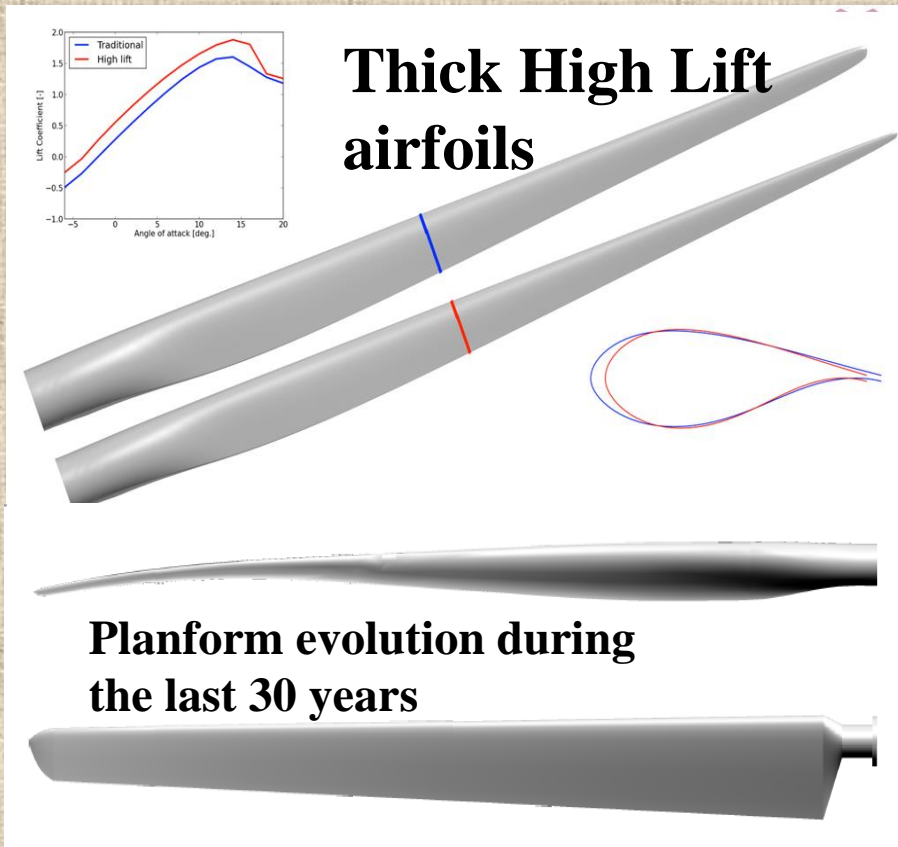 Thick High Lift
airfoils
2.0
1.5
1.0
0.5
0.0
−0.5
−1.0
Lift Coefficient [-]
Traditional
High lift
−5
0
5
10
15
20
Angle of attack [deg.]
Planform evolution during
the last 30 years